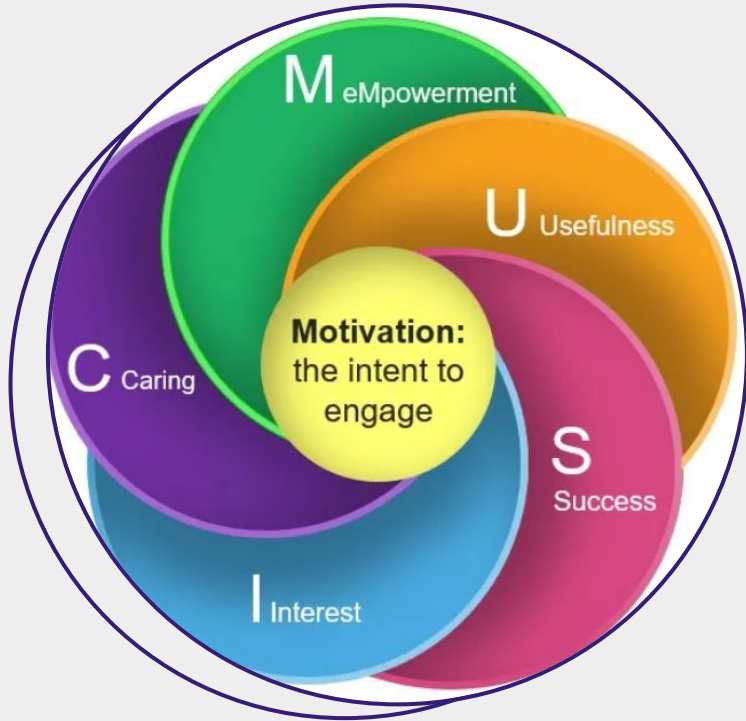 M eMpowerment
U Usefulness
Motivation:
the intent to
engage
C Caring
S
Success
I Interest